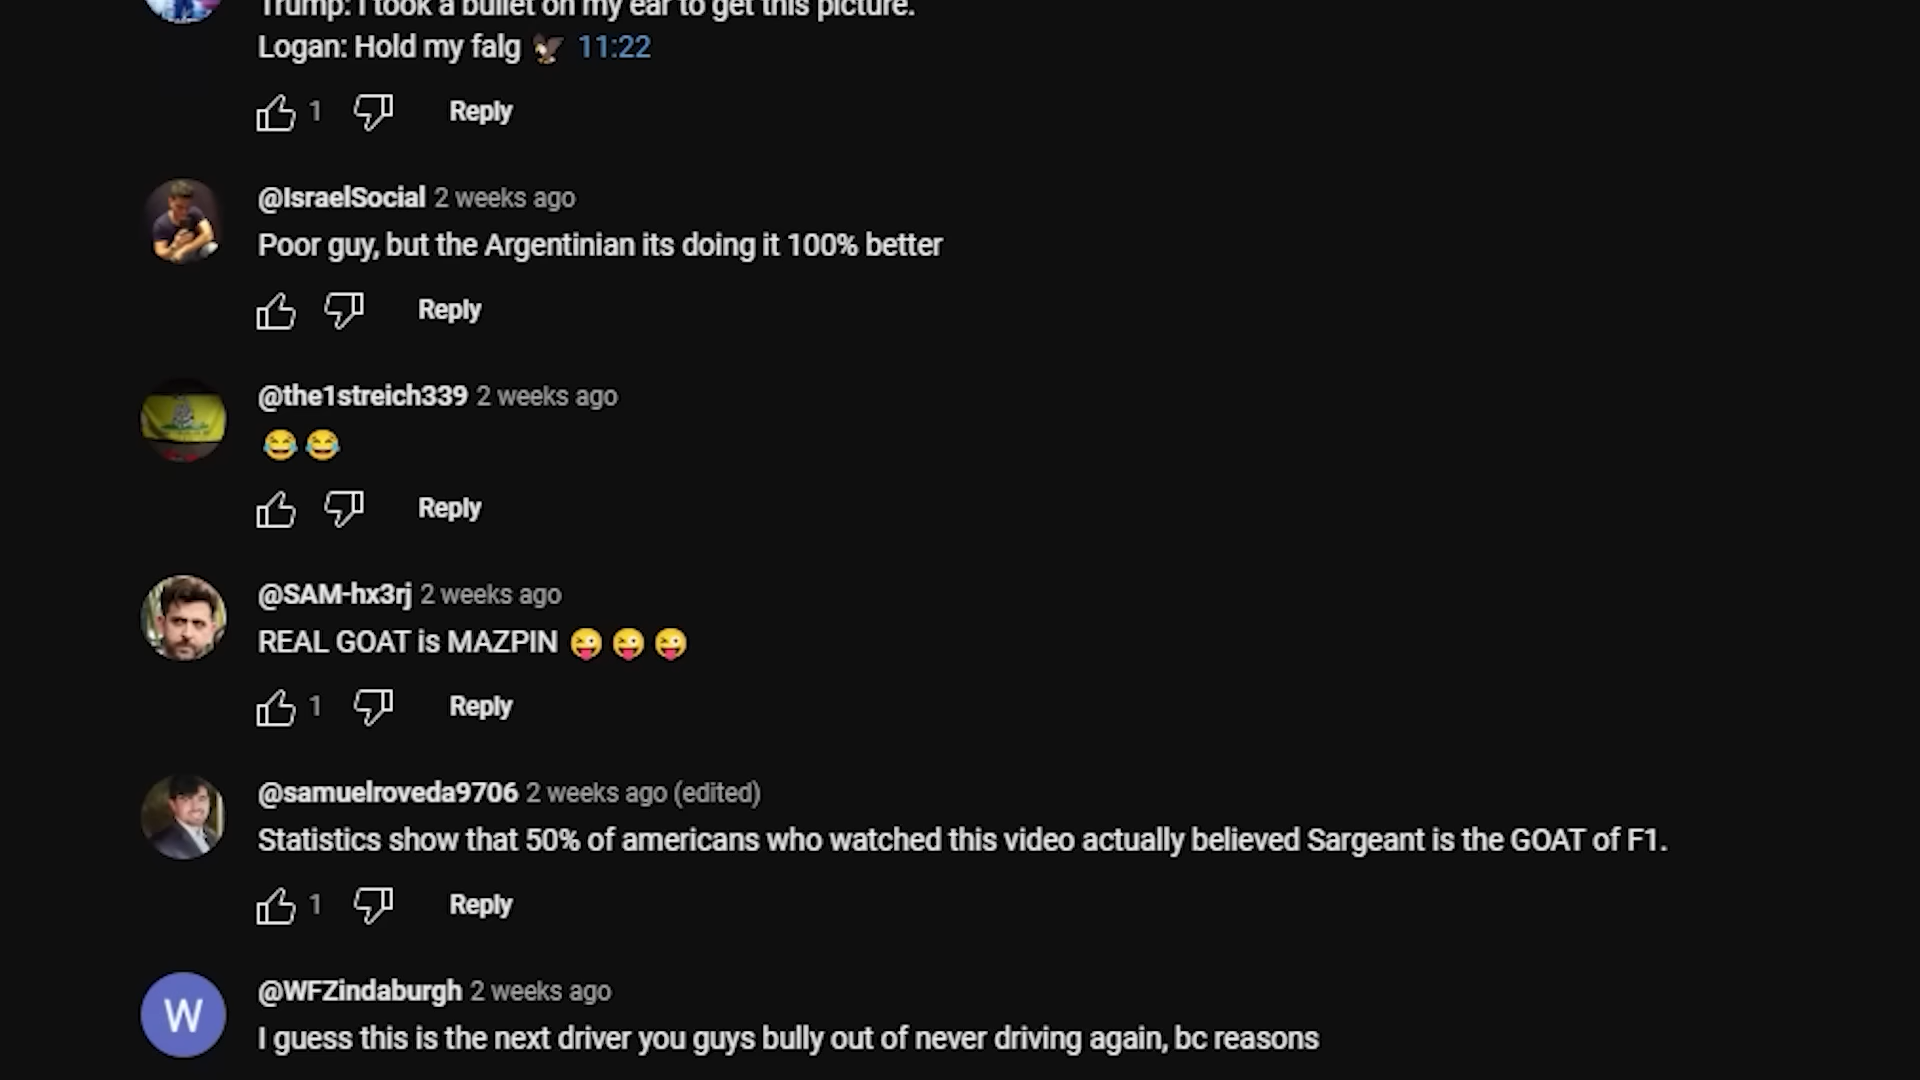 Trump: I took a bullet on my ear to get this picture.
Logan: Hold my falg 🦅 11:22
1 Reply
@IsraelSocial 2 weeks ago
Poor guy, but the Argentinian its doing it 100% better
Reply
@the1streich339 2 weeks ago
😂😂
Reply
@SAM-hx3rj 2 weeks ago
REAL GOAT is MAZPIN 😜😜😜
1 Reply
@samuelroveda9706 2 weeks ago (edited)
Statistics show that 50% of americans who watched this video actually believed Sargeant is the GOAT of F1.
1 Reply
W
@WFZindaburgh 2 weeks ago
I guess this is the next driver you guys bully out of never driving again, bc reasons